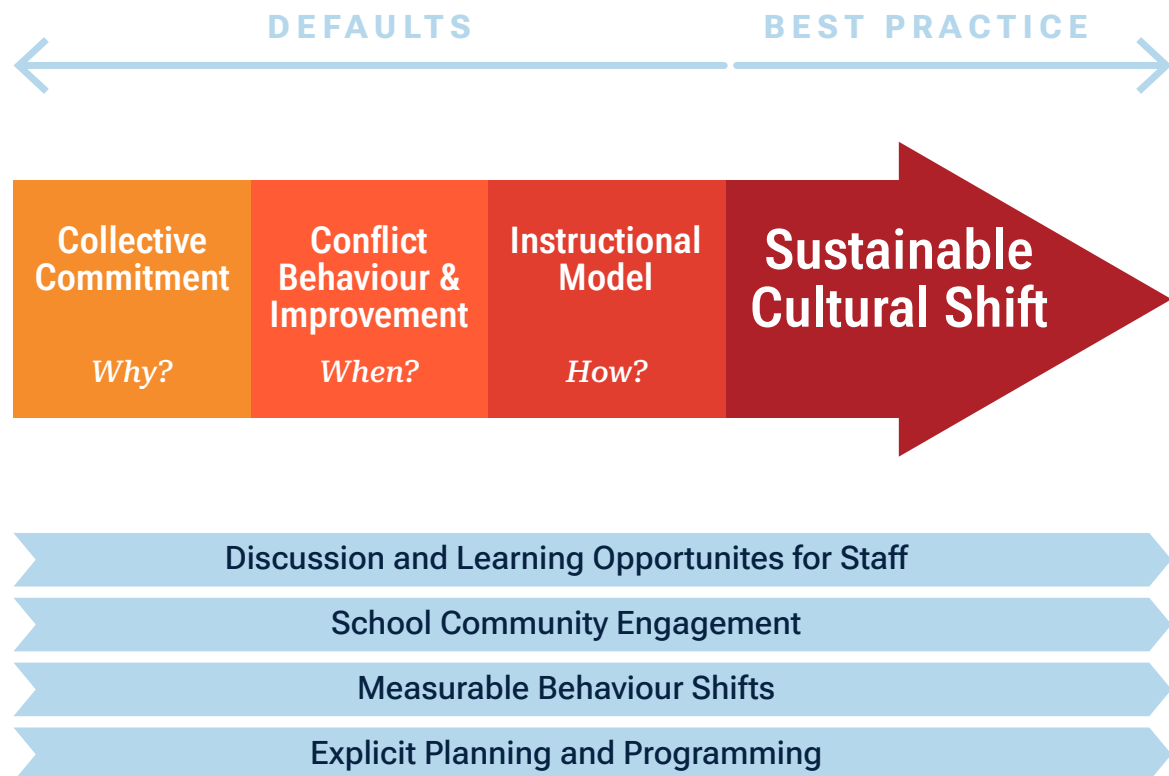 DEFAULTS
BEST PRACTICE
Collective
Commitment
Why?
Conflict
Behaviour &
Improvement
When?
Instructional
Model
How?
Sustainable
Cultural Shift
Discussion and Learning Opportunites for Staff
School Community Engagement
Measurable Behaviour Shifts
Explicit Planning and Programming